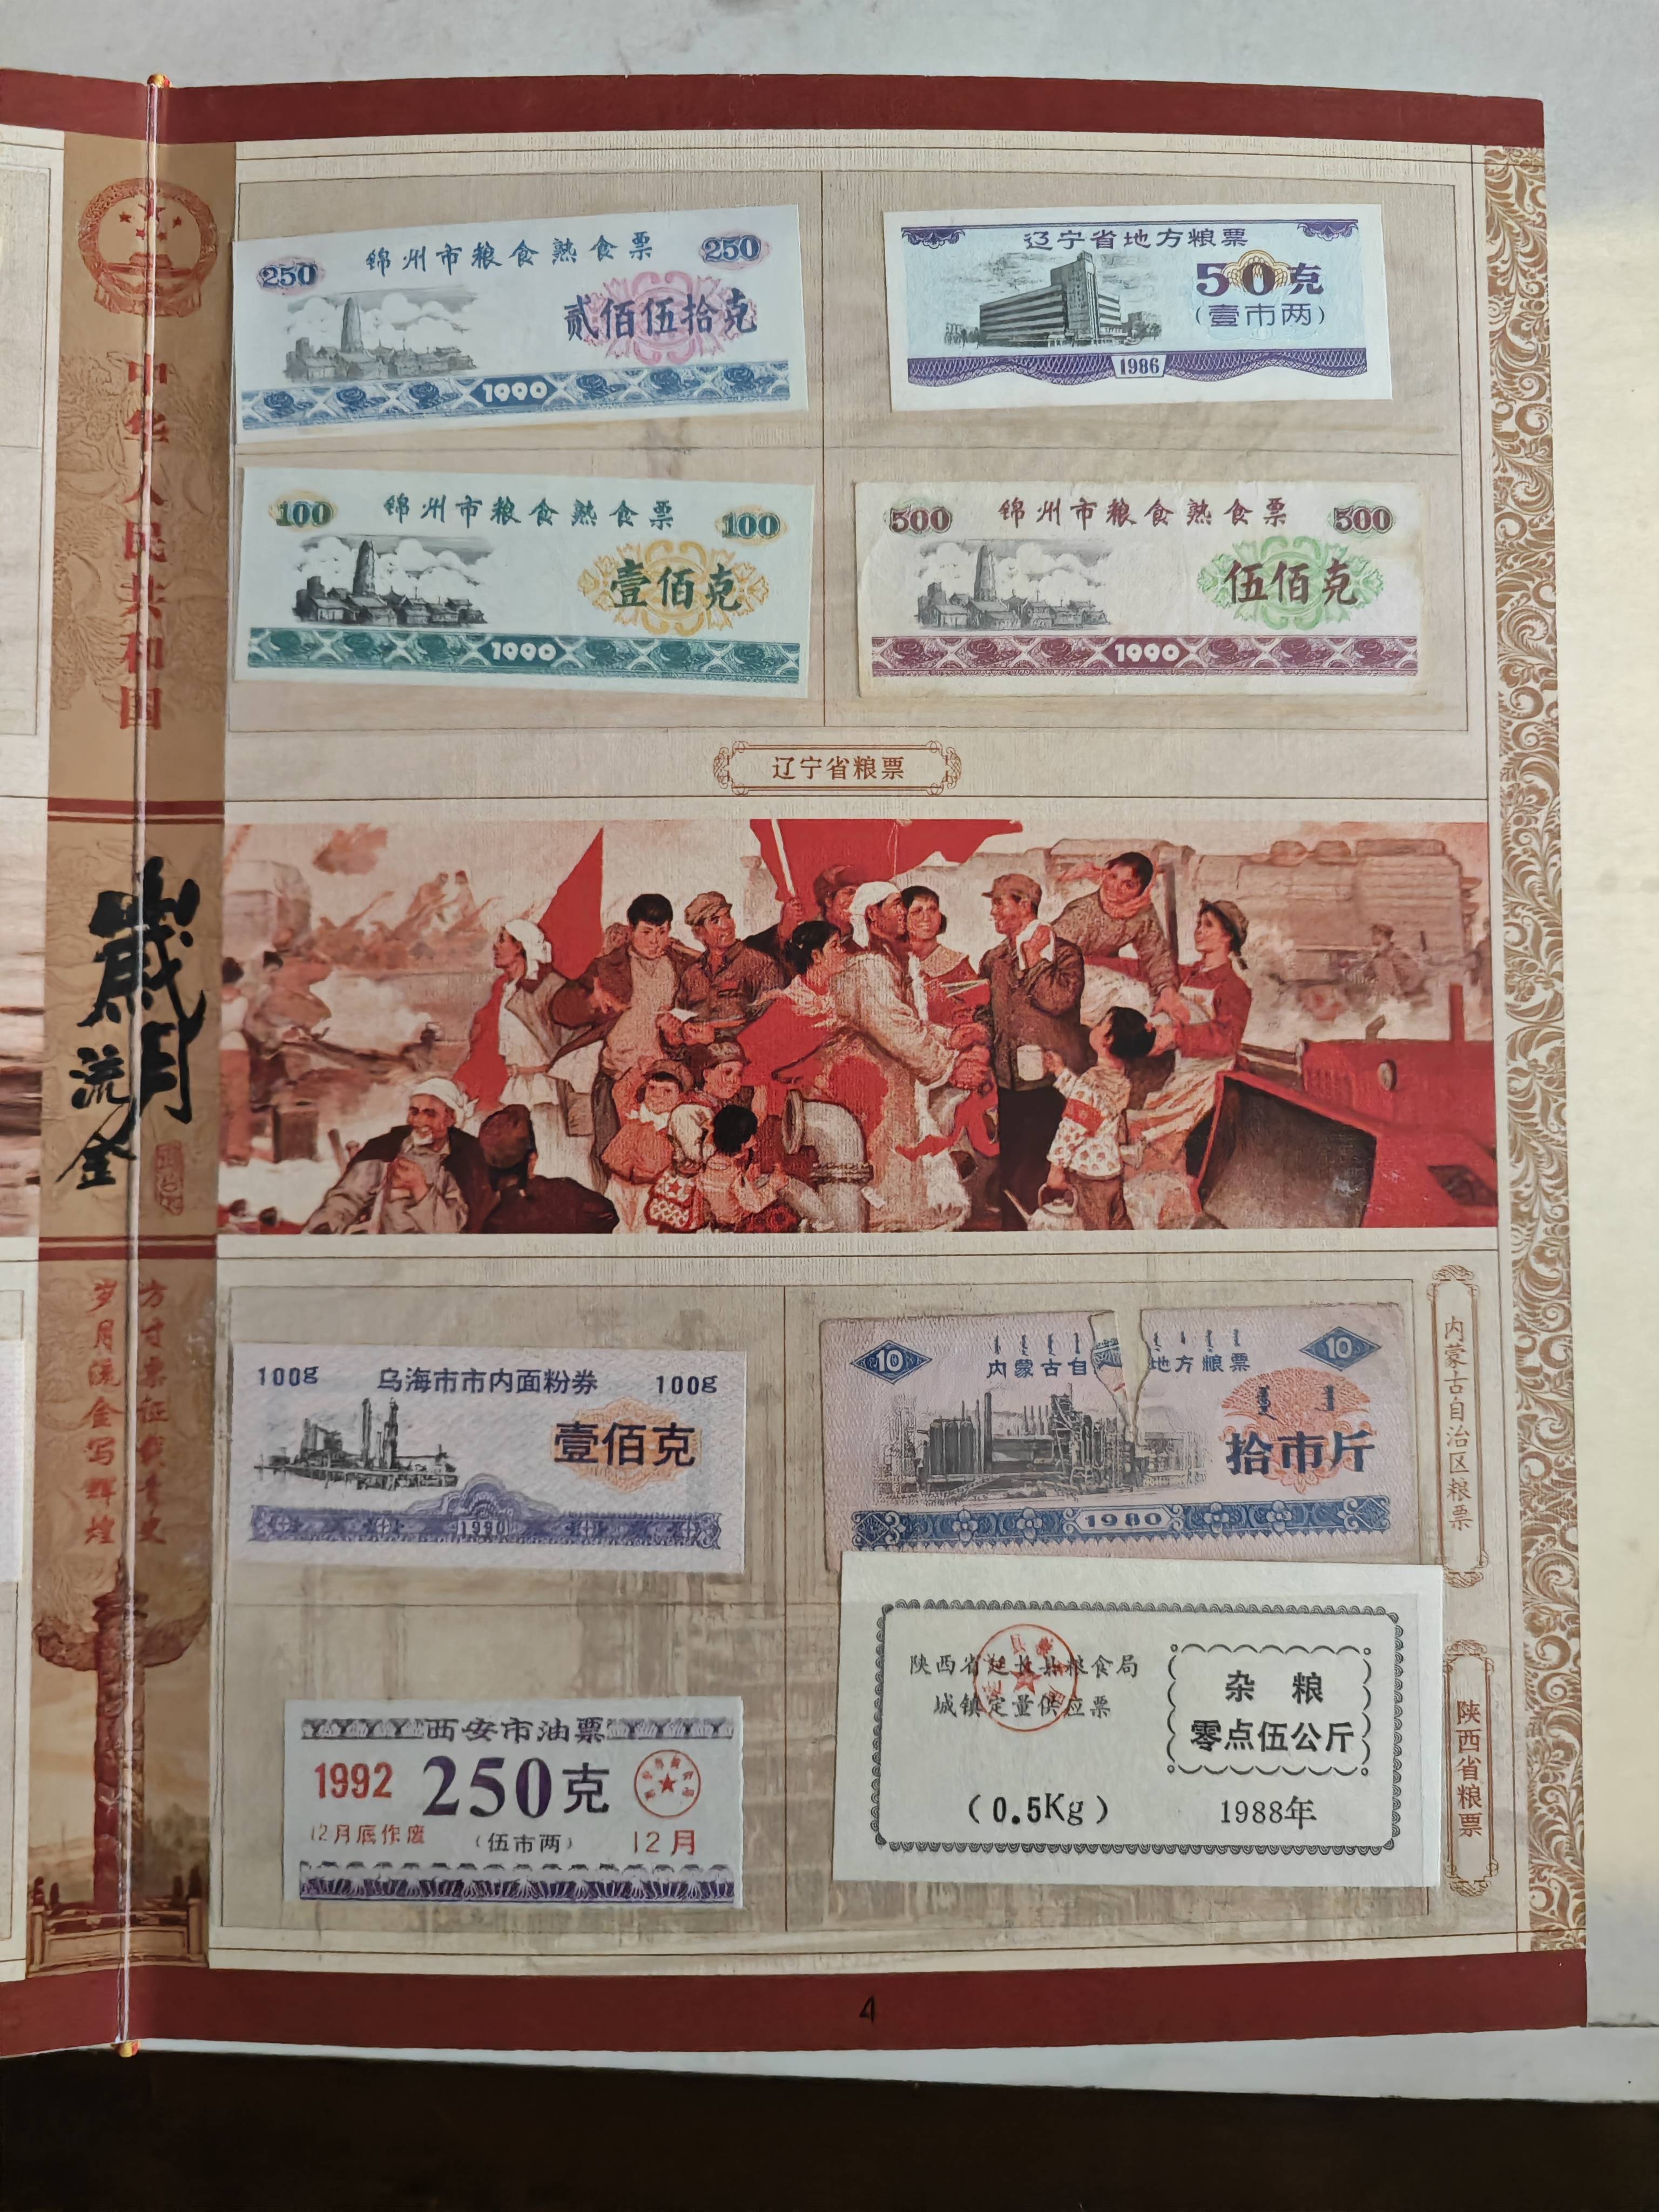 中华人民共和国
歲月
流金
方寸票证载青史
岁月流金写辉煌
250
锦州市粮食熟食票
250
贰佰伍拾克
1990
辽宁省地方粮票
50克
(壹市两)
1986
100
锦州市粮食熟食票
100
壹佰克
1990
500
锦州市粮食熟食票
500
伍佰克
1990
辽宁省粮票
100g
乌海市市内面粉券
100g
壹佰克
1990
10
内蒙古自
地方粮票
10
拾市斤
1980
内蒙古自治区粮票
西安市油票
1992
250克
12月底作废
(伍市两)
12月
陕西省延长县粮食局
城镇定量供应票
杂粮
零点伍公斤
(0.5Kg)
1988年
陕西省粮票
4